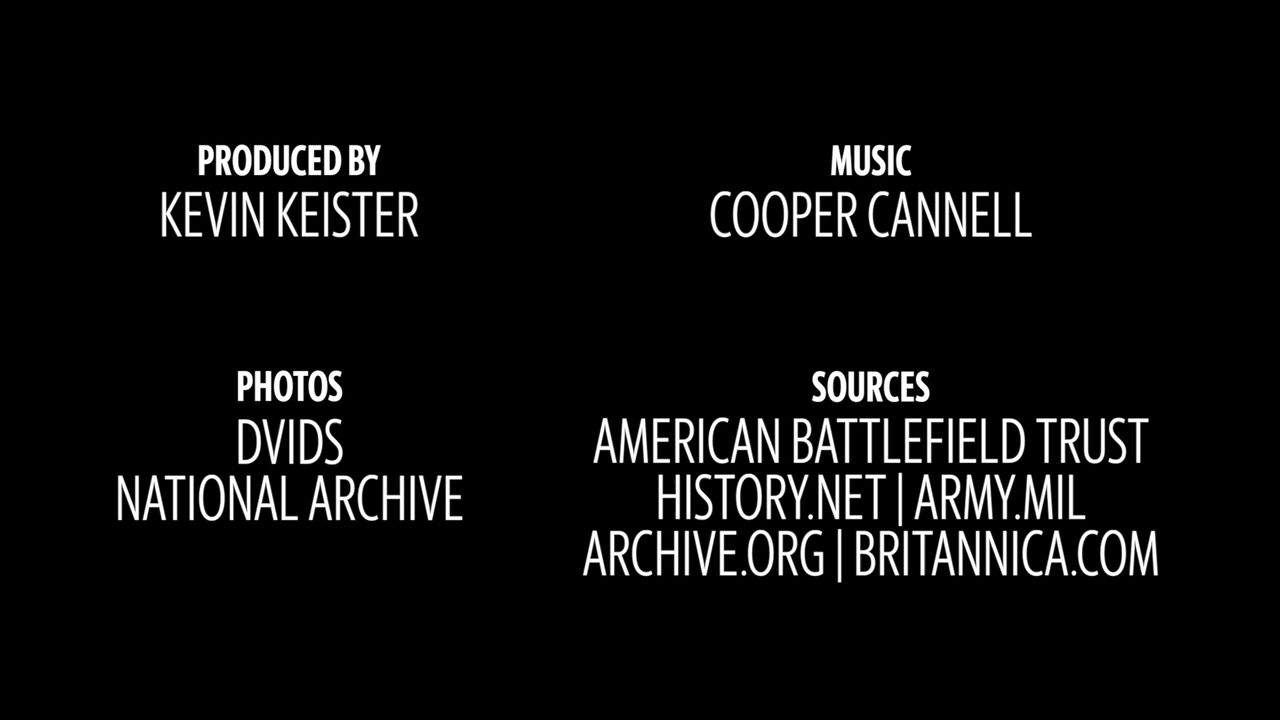 PRODUCED BY
KEVIN KEISTER
MUSIC
COOPER CANNELL
PHOTOS
DVIDS
NATIONAL ARCHIVE
SOURCES
AMERICAN BATTLEFIELD TRUST
HISTORY.NET | ARMY.MIL
ARCHIVE.ORG | BRITANNICA.COM